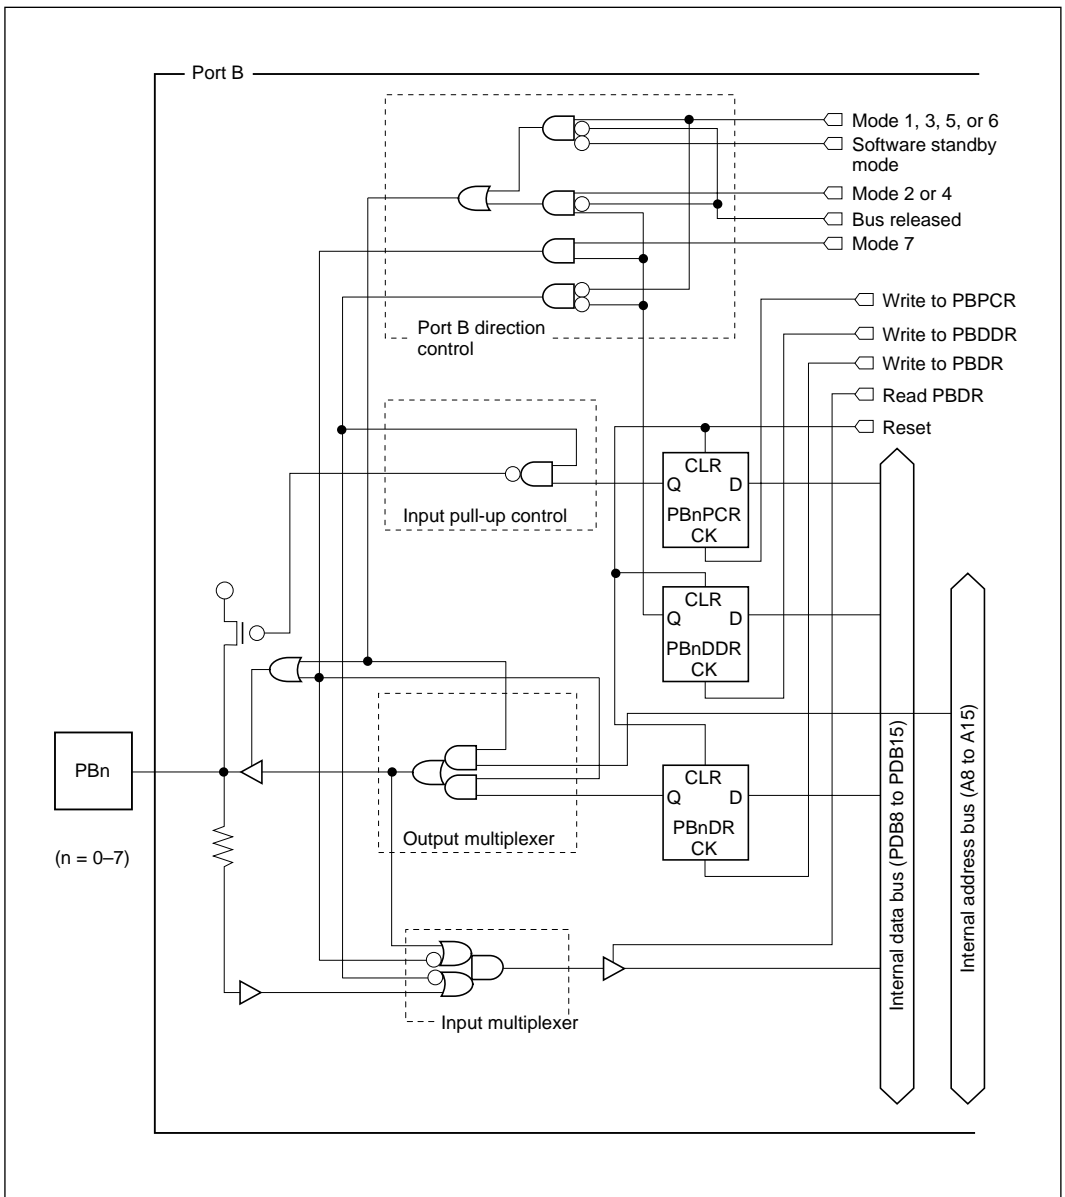 Port B
Mode 1, 3, 5, or 6
Software standby
mode
Mode 2 or 4
Bus released
Mode 7
Port B direction
control
Write to PBPCR
Write to PBDDR
Write to PBDR
Read PBDR
Reset
CLR
Q D
PBnPCR
CK
Input pull-up control
CLR
Q D
PBnDDR
CK
PBn
(n = 0–7)
CLR
Q D
PBnDR
CK
Output multiplexer
Input multiplexer
Internal data bus (PDB8 to PDB15)
Internal address bus (A8 to A15)